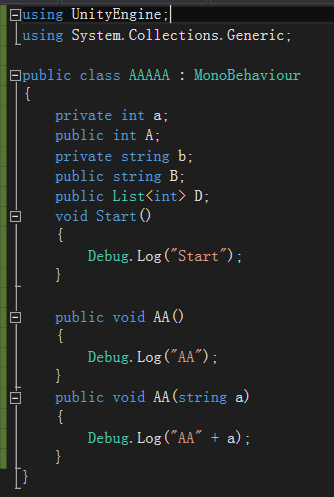 using UnityEngine;
using System.Collections.Generic;
public class AAAAA : MonoBehaviour
{
private int a;
public int A;
private string b;
public string B;
public List<int> D;
void Start()
{
Debug.Log("Start");
}
public void AA()
{
Debug.Log("AA");
}
public void AA(string a)
{
Debug.Log("AA" + a);
}
}